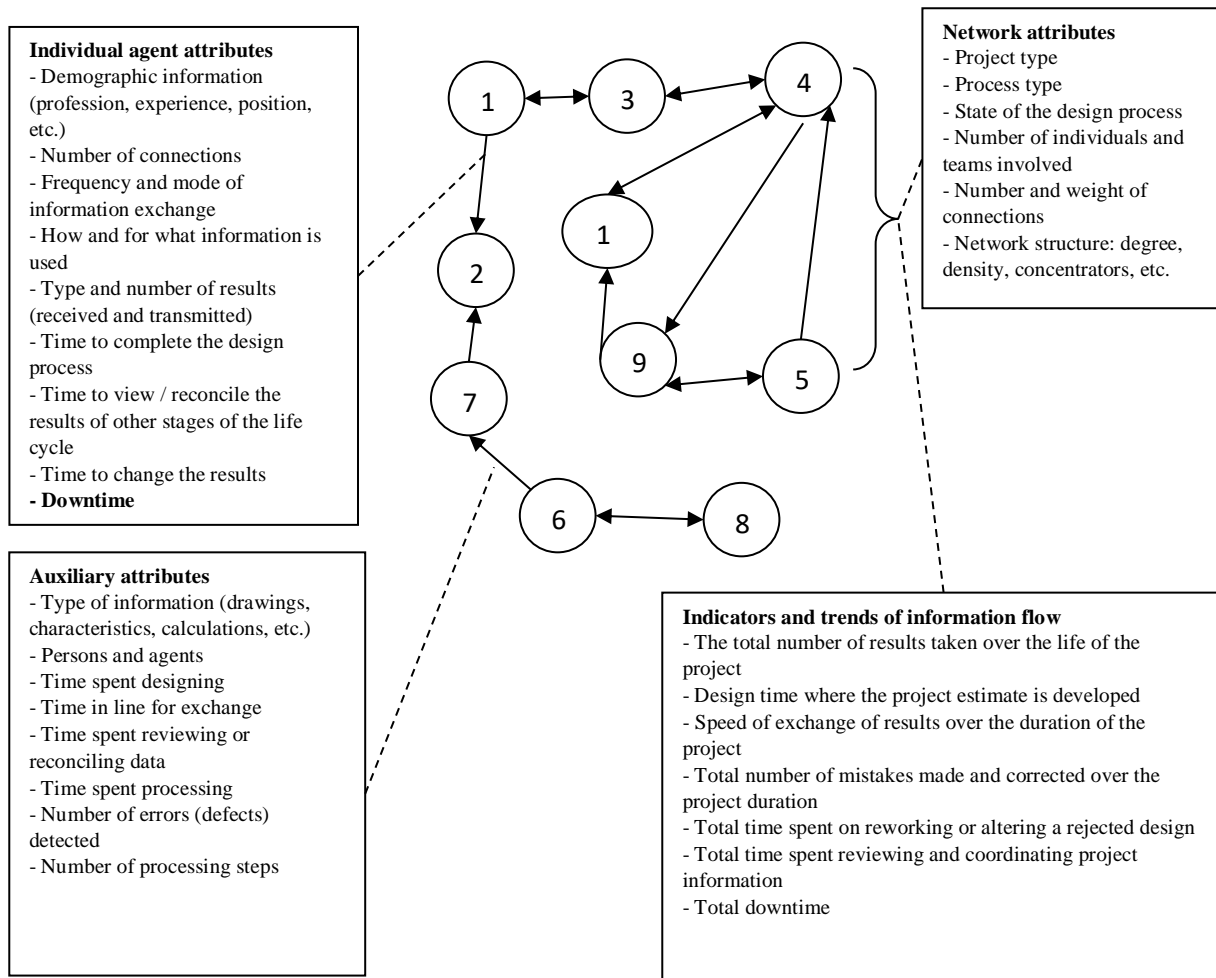 Individual agent attributes
- Demographic information
(profession, experience, position,
etc.)
- Number of connections
- Frequency and mode of
information exchange
- How and for what information is
used
- Type and number of results
(received and transmitted)
- Time to complete the design
process
- Time to view / reconcile the
results of other stages of the life
cycle
- Time to change the results
- Downtime
1
3
4
1
2
9
5
7
6
8
Network attributes
- Project type
- Process type
- State of the design process
- Number of individuals and
teams involved
- Number and weight of
connections
- Network structure: degree,
density, concentrators, etc.
Auxiliary attributes
- Type of information (drawings,
characteristics, calculations, etc.)
- Persons and agents
- Time spent designing
- Time in line for exchange
- Time spent reviewing or
reconciling data
- Time spent processing
- Number of errors (defects)
detected
- Number of processing steps
Indicators and trends of information flow
- The total number of results taken over the life of the
project
- Design time where the project estimate is developed
- Speed of exchange of results over the duration of the
project
- Total number of mistakes made and corrected over the
project duration
- Total time spent on reworking or altering a rejected design
- Total time spent reviewing and coordinating project
information
- Total downtime